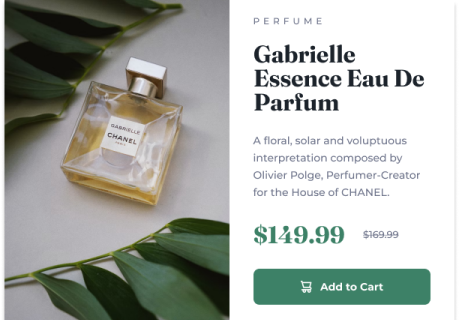 PERFUME
Gabrielle
Essence Eau De
Parfum
A floral, solar and voluptuous
interpretation composed by
Olivier Polge, Perfumer-Creator
for the House of CHANEL.
$149.99 $169.99
Add to Cart
GABRIELLE
CHANEL
PARIS